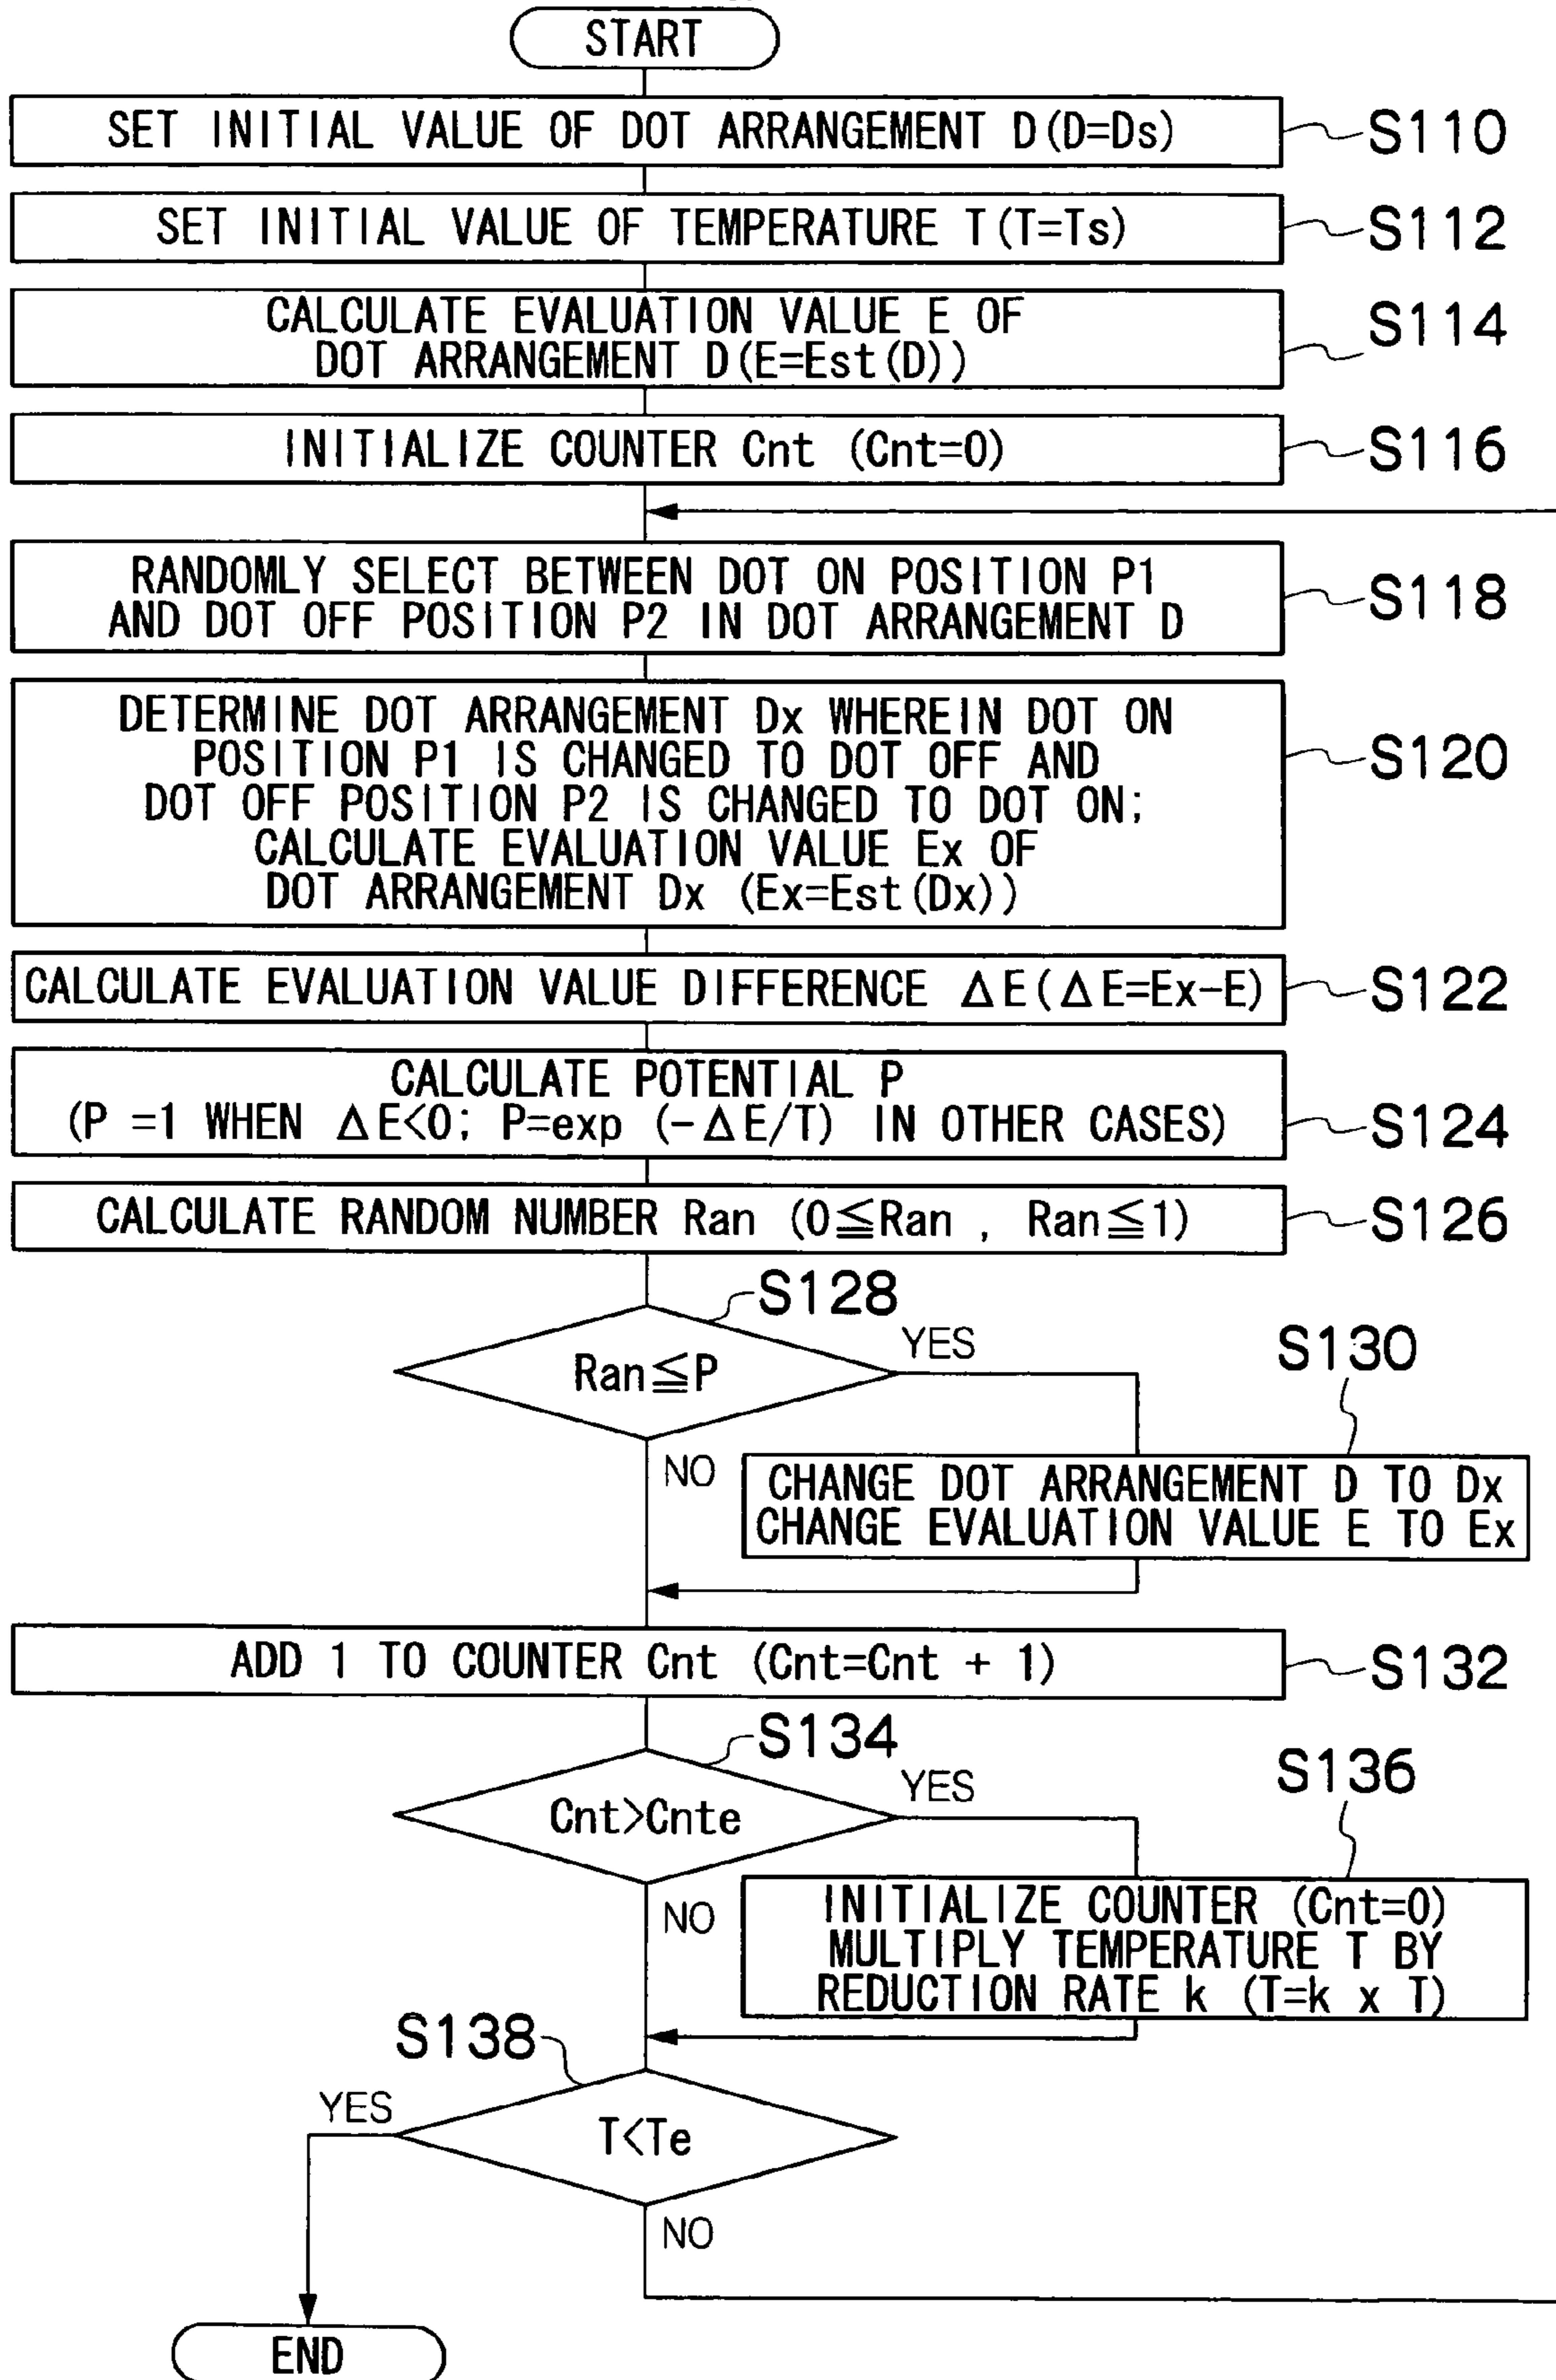 START
SET INITIAL VALUE OF DOT ARRANGEMENT D(D=Ds)
S110
SET INITIAL VALUE OF TEMPERATURE T(T=Ts)
S112
CALCULATE EVALUATION VALUE E OF
DOT ARRANGEMENT D(E=Est(D))
S114
INITIALIZE COUNTER Cnt (Cnt=0)
S116
RANDOMLY SELECT BETWEEN DOT ON POSITION P1
AND DOT OFF POSITION P2 IN DOT ARRANGEMENT D
S118
DETERMINE DOT ARRANGEMENT Dx WHEREIN DOT ON
POSITION P1 IS CHANGED TO DOT OFF AND
DOT OFF POSITION P2 IS CHANGED TO DOT ON;
CALCULATE EVALUATION VALUE Ex OF
DOT ARRANGEMENT Dx (Ex=Est(Dx))
S120
CALCULATE EVALUATION VALUE DIFFERENCE ΔE(ΔE=Ex-E)
S122
CALCULATE POTENTIAL P
(P =1 WHEN ΔE<0; P=exp (-ΔE/T) IN OTHER CASES)
S124
CALCULATE RANDOM NUMBER Ran (0≦Ran , Ran≦1)
S126
S128
Ran≦P
YES
NO
S130
CHANGE DOT ARRANGEMENT D TO Dx
CHANGE EVALUATION VALUE E TO Ex
ADD 1 TO COUNTER Cnt (Cnt=Cnt + 1)
S132
S134
Cnt>Cnte
YES
NO
S136
INITIALIZE COUNTER (Cnt=0)
MULTIPLY TEMPERATURE T BY
REDUCTION RATE k (T=k x T)
S138
T<Te
YES
NO
END